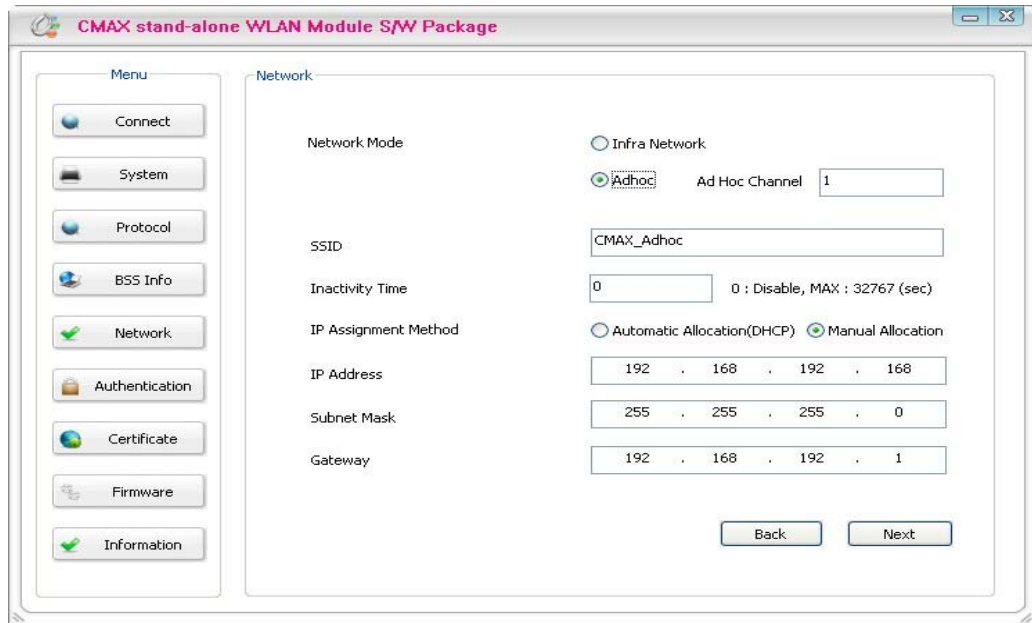 CMAX stand-alone WLAN Module S/W Package
Menu
Connect
System
Protocol
BSS Info
Network
Authentication
Certificate
Firmware
Information
Network
Network Mode
Infra Network
Adhoc
Ad Hoc Channel
1
SSID
CMAX_Adhoc
Inactivity Time
0
0 : Disable, MAX : 32767 (sec)
IP Assignment Method
Automatic Allocation(DHCP)
Manual Allocation
IP Address
192 . 168 . 192 . 168
Subnet Mask
255 . 255 . 255 . 0
Gateway
192 . 168 . 192 . 1
Back
Next